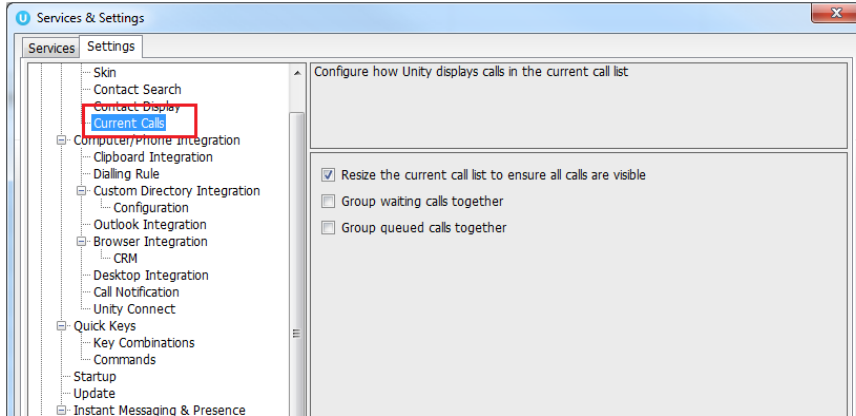 Services & Settings
Services Settings
Skin
Contact Search
Contact Display
Current Calls
Computer/Phone Integration
Clipboard Integration
Dialling Rule
Custom Directory Integration
Configuration
Outlook Integration
Browser Integration
CRM
Desktop Integration
Call Notification
Unity Connect
Quick Keys
Key Combinations
Commands
Startup
Update
Instant Messaging & Presence
Configure how Unity displays calls in the current call list
Resize the current call list to ensure all calls are visible
Group waiting calls together
Group queued calls together